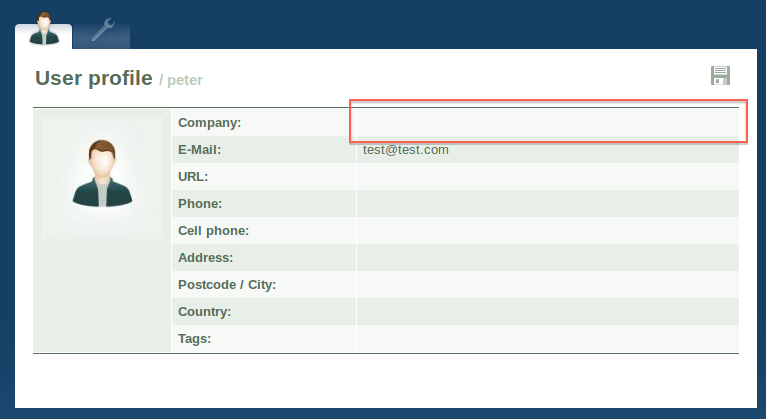 User profile / peter
Company:
E-Mail: test@test.com
URL:
Phone:
Cell phone:
Address:
Postcode / City:
Country:
Tags: